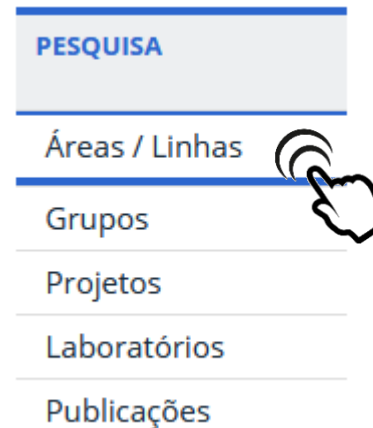 PESQUISA
Áreas / Linhas
Grupos
Projetos
Laboratórios
Publicações